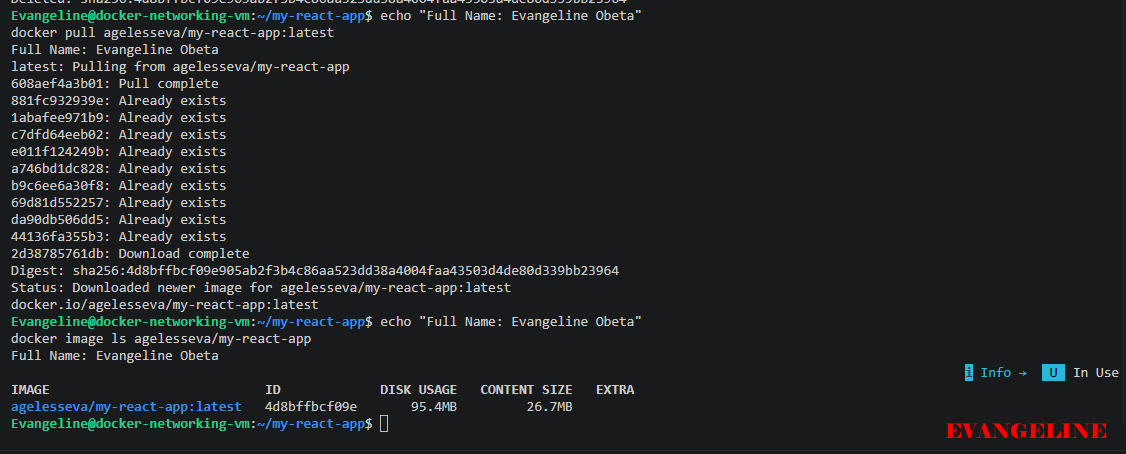 Deleted: sha256:4d8bffbcf09e905ab2f3b4c86aa523dd38a4004faa43503d4de80d339bb23964
Evangeline@docker-networking-vm:~/my-react-app$ echo "Full Name: Evangeline Obeta"
docker pull agelesseva/my-react-app:latest
Full Name: Evangeline Obeta
latest: Pulling from agelesseva/my-react-app
608aef4a3b01: Pull complete
881fc932939e: Already exists
1abafee971b9: Already exists
c7dfd64eeb02: Already exists
e011f124249b: Already exists
a746bd1dc828: Already exists
b9c6ee6a30f8: Already exists
69d81d552257: Already exists
da90db506dd5: Already exists
44136fa355b3: Already exists
2d38785761db: Download complete
Digest: sha256:4d8bffbcf09e905ab2f3b4c86aa523dd38a4004faa43503d4de80d339bb23964
Status: Downloaded newer image for agelesseva/my-react-app:latest
docker.io/agelesseva/my-react-app:latest
Evangeline@docker-networking-vm:~/my-react-app$ echo "Full Name: Evangeline Obeta"
docker image ls agelesseva/my-react-app
Full Name: Evangeline Obeta
i Info → U In Use
IMAGE ID DISK USAGE CONTENT SIZE EXTRA
agelesseva/my-react-app:latest 4d8bffbcf09e 95.4MB 26.7MB
Evangeline@docker-networking-vm:~/my-react-app$
EVANGELINE